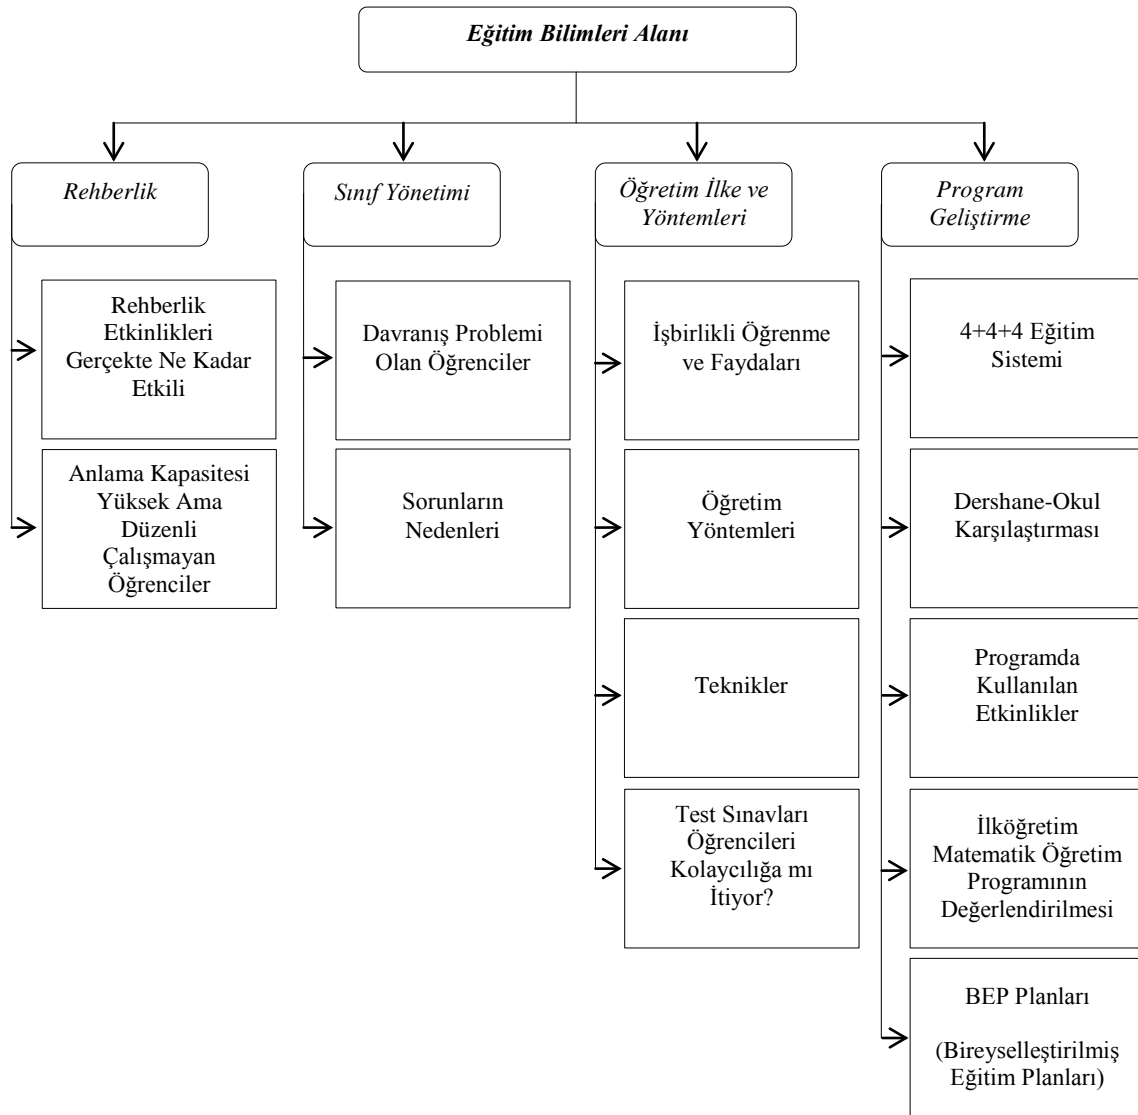 Eğitim Bilimleri Alanı
Rehberlik
Sınıf Yönetimi
Öğretim İlke ve
Yöntemleri
Program
Geliştirme
Rehberlik
Etkinlikleri
Gerçekte Ne Kadar
Etkili
Anlama Kapasitesi
Yüksek Ama
Düzenli
Çalışmayan
Öğrenciler
Davranış Problemi
Olan Öğrenciler
Sorunların
Nedenleri
İşbirlikli Öğrenme
ve Faydaları
Öğretim
Yöntemleri
Teknikler
Test Sınavları
Öğrencileri
Kolaycılığa mı
İtiyor?
4+4+4 Eğitim
Sistemi
Dershane-Okul
Karşılaştırması
Programda
Kullanılan
Etkinlikler
İlköğretim
Matematik Öğretim
Programının
Değerlendirilmesi
BEP Planları
(Bireyselleştirilmiş
Eğitim Planları)